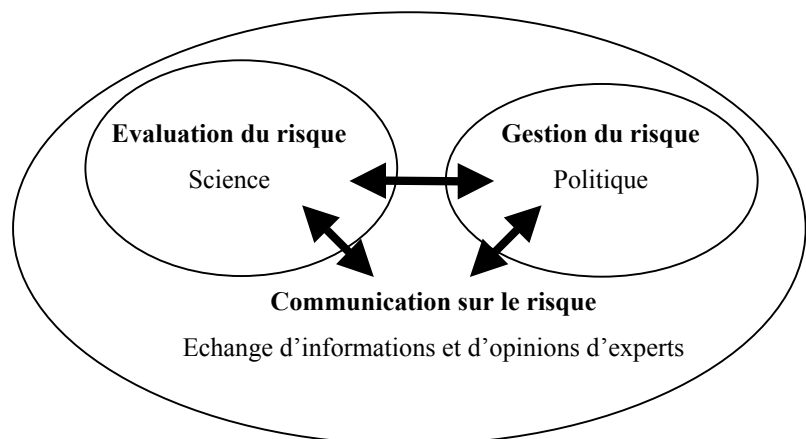 Evaluation du risque
Science
Gestion du risque
Politique
Communication sur le risque
Echange d’informations et d’opinions d’experts